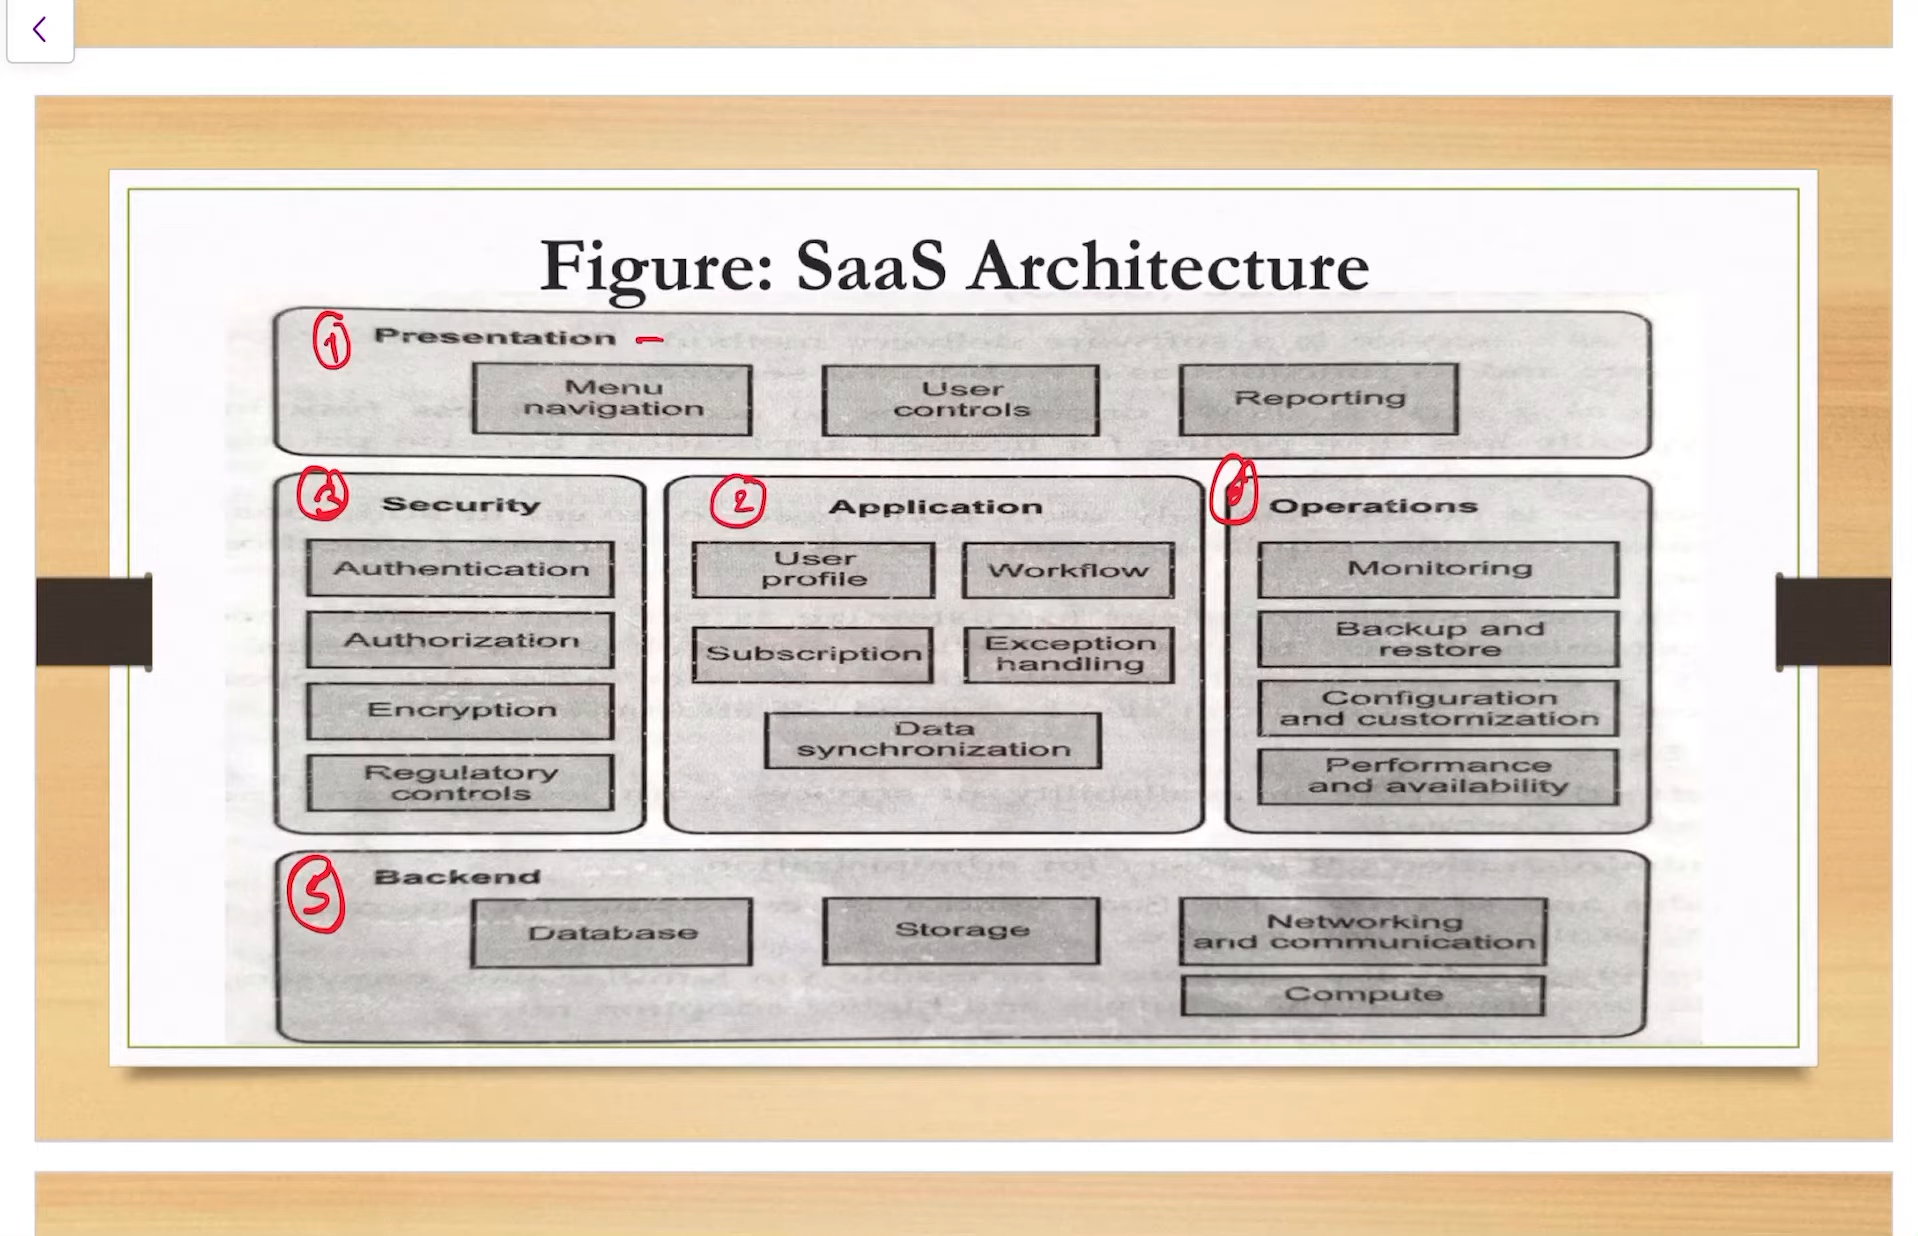 Figure: SaaS Architecture
1 Presentation -
Menu
navigation
User
controls
Reporting
3 Security
Authentication
Authorization
Encryption
Regulatory
controls
2 Application
User
profile
Workflow
Subscription
Exception
handling
Data
synchronization
Operations
Monitoring
Backup and
restore
Configuration
and customization
Performance
and availability
5 Backend
Database
Storage
Networking
and communication
Compute